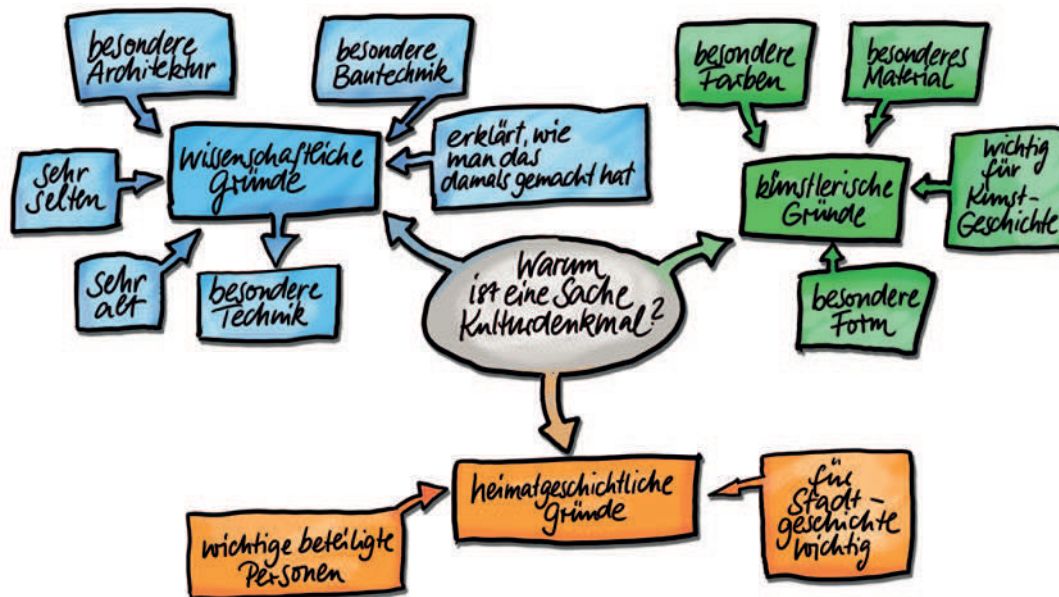 besondere
Architektur
besondere
Bautechnik
wissenschaftliche
Gründe
erklärt, wie
man das
damals gemacht hat
sehr
selten
sehr
alt
besondere
Technik
besondere
Farben
besonderes
Material
künstlerische
Gründe
wichtig
für
Kunst-
Geschichte
besondere
Form
Warum
ist eine Sache
Kulturdenkmal?
heimatgeschichtliche
Gründe
wichtige beteiligte
Personen
für
Stadt-
geschichte
wichtig